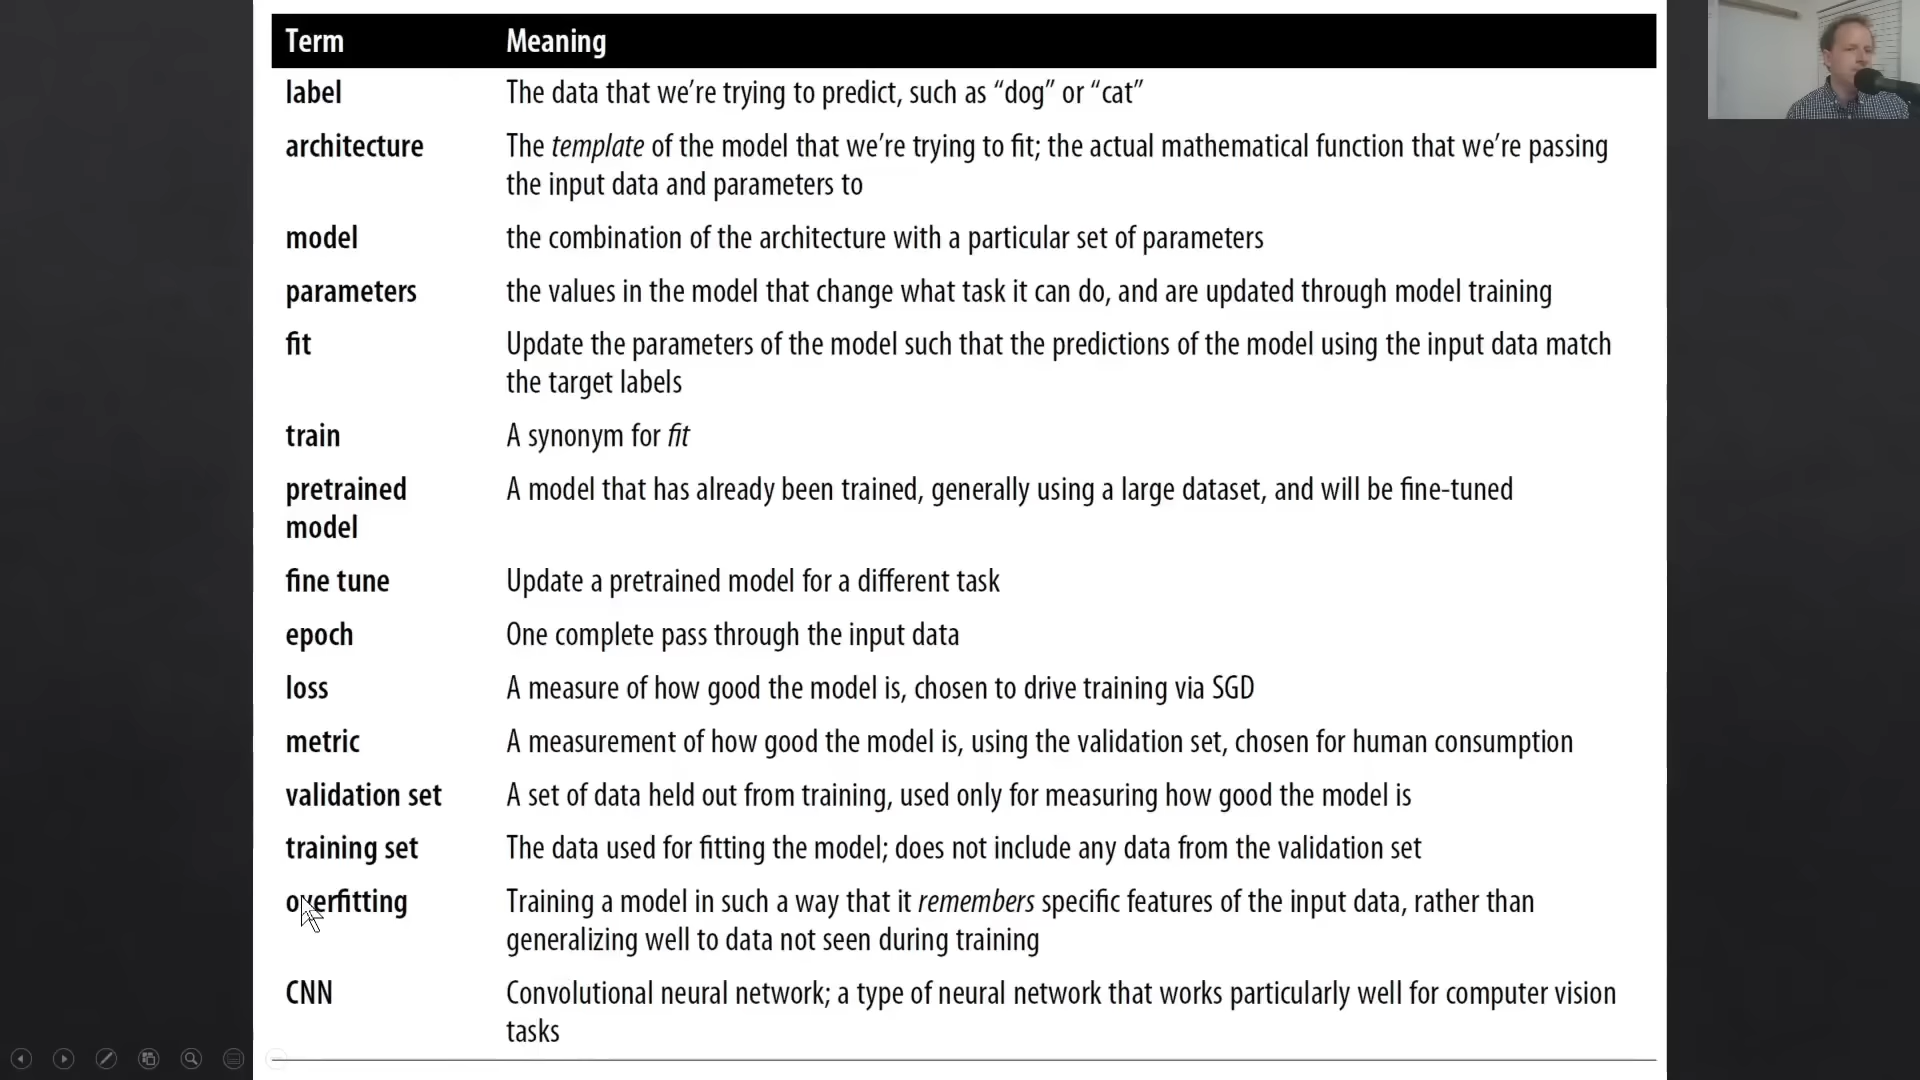 Term Meaning
label The data that we’re trying to predict, such as “dog” or “cat”
architecture The template of the model that we’re trying to fit; the actual mathematical function that we’re passing
the input data and parameters to
model the combination of the architecture with a particular set of parameters
parameters the values in the model that change what task it can do, and are updated through model training
fit Update the parameters of the model such that the predictions of the model using the input data match
the target labels
train A synonym for fit
pretrained A model that has already been trained, generally using a large dataset, and will be fine-tuned
model
fine tune Update a pretrained model for a different task
epoch One complete pass through the input data
loss A measure of how good the model is, chosen to drive training via SGD
metric A measurement of how good the model is, using the validation set, chosen for human consumption
validation set A set of data held out from training, used only for measuring how good the model is
training set The data used for fitting the model; does not include any data from the validation set
overfitting Training a model in such a way that it remembers specific features of the input data, rather than
generalizing well to data not seen during training
CNN Convolutional neural network; a type of neural network that works particularly well for computer vision
tasks